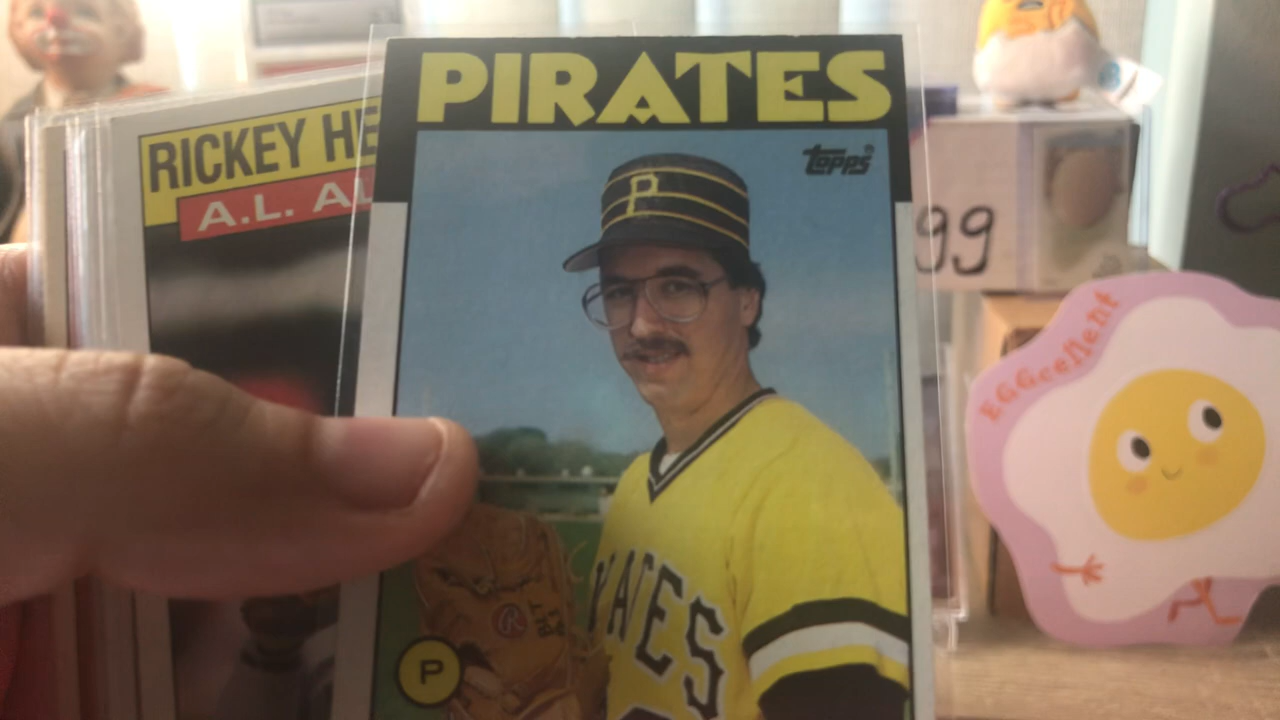 PIRATES
topps
RICKEY HE
A.L. AL
P
99
EGGcellent
R
P